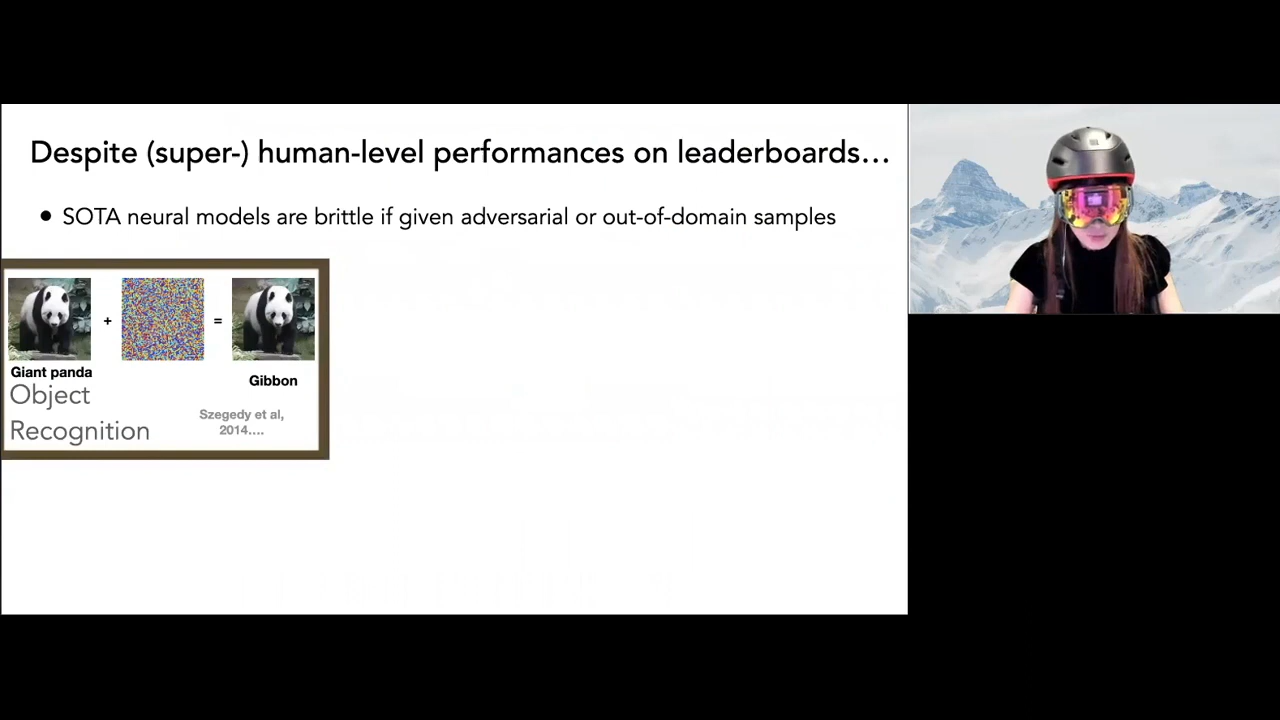 Despite (super-) human-level performances on leaderboards…
● SOTA neural models are brittle if given adversarial or out-of-domain samples
+ =
Giant panda
Gibbon
Object
Recognition
Szegedy et al,
2014....